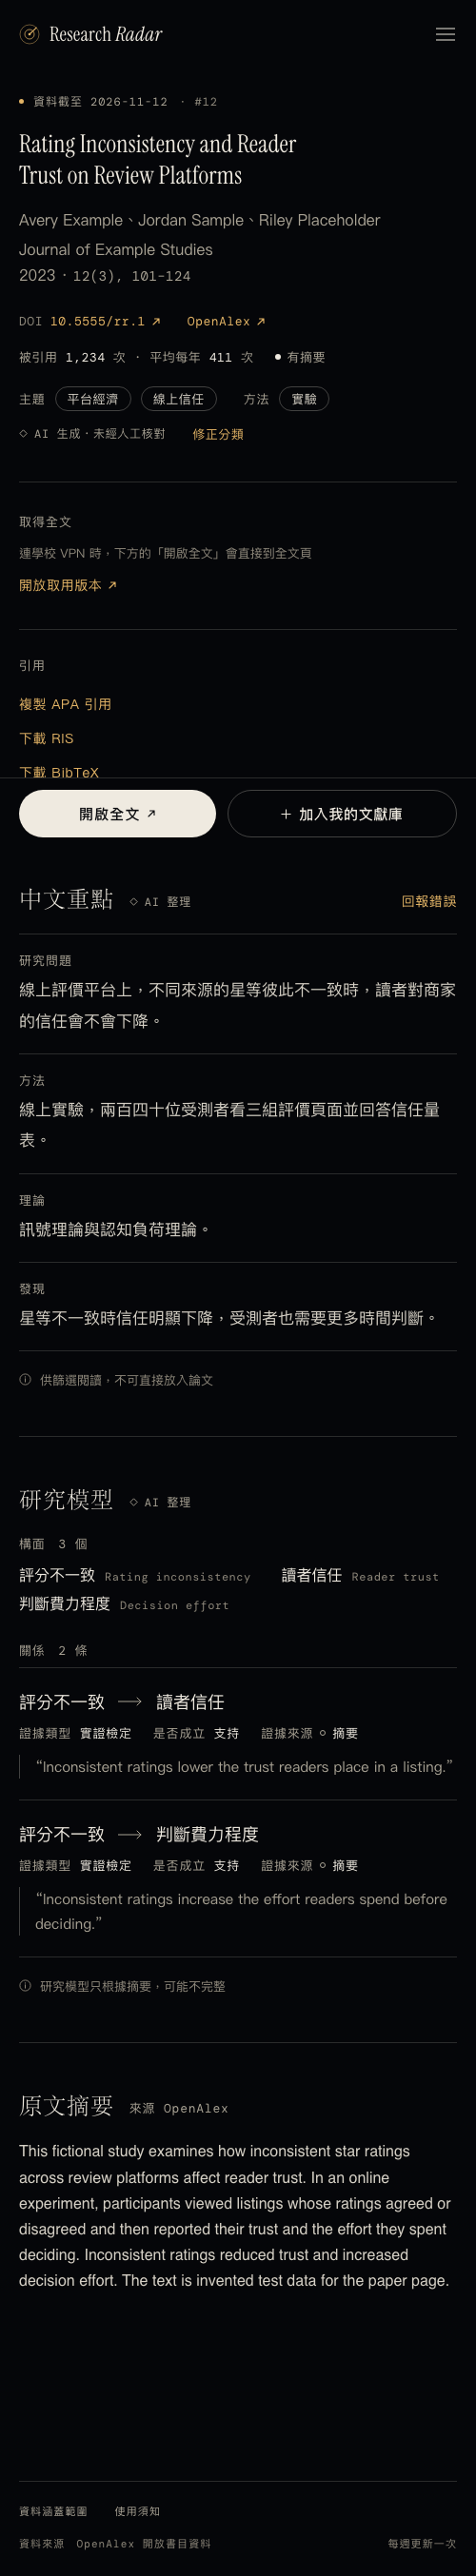 Research Radar
資料截至 2026-11-12 · #12
Rating Inconsistency and Reader
Trust on Review Platforms
Avery Example、Jordan Sample、Riley Placeholder
Journal of Example Studies
2023 · 12(3), 101–124
DOI 10.5555/rr.1 ↗ OpenAlex ↗
被引用 1,234 次 · 平均每年 411 次 有摘要
主題 平台經濟 線上信任 方法 實驗
◇ AI 生成·未經人工核對 修正分類
取得全文
連學校 VPN 時，下方的「開啟全文」會直接到全文頁
開放取用版本 ↗
引用
複製 APA 引用
下載 RIS
下載 BibTeX
開啟全文 ↗ ＋ 加入我的文獻庫
中文重點 ◇ AI 整理 回報錯誤
研究問題
線上評價平台上，不同來源的星等彼此不一致時，讀者對商家
的信任會不會下降。
方法
線上實驗，兩百四十位受測者看三組評價頁面並回答信任量
表。
理論
訊號理論與認知負荷理論。
發現
星等不一致時信任明顯下降，受測者也需要更多時間判斷。
ⓘ 供篩選閱讀，不可直接放入論文
研究模型 ◇ AI 整理
構面 3 個
評分不一致 Rating inconsistency 讀者信任 Reader trust
判斷費力程度 Decision effort
關係 2 條
評分不一致 → 讀者信任
證據類型 實證檢定 是否成立 支持 證據來源 ○ 摘要
“Inconsistent ratings lower the trust readers place in a listing.”
評分不一致 → 判斷費力程度
證據類型 實證檢定 是否成立 支持 證據來源 ○ 摘要
“Inconsistent ratings increase the effort readers spend before
deciding.”
ⓘ 研究模型只根據摘要，可能不完整
原文摘要 來源 OpenAlex
This fictional study examines how inconsistent star ratings
across review platforms affect reader trust. In an online
experiment, participants viewed listings whose ratings agreed or
disagreed and then reported their trust and the effort they spent
deciding. Inconsistent ratings reduced trust and increased
decision effort. The text is invented test data for the paper page.
資料涵蓋範圍 使用須知
資料來源 OpenAlex 開放書目資料 每週更新一次